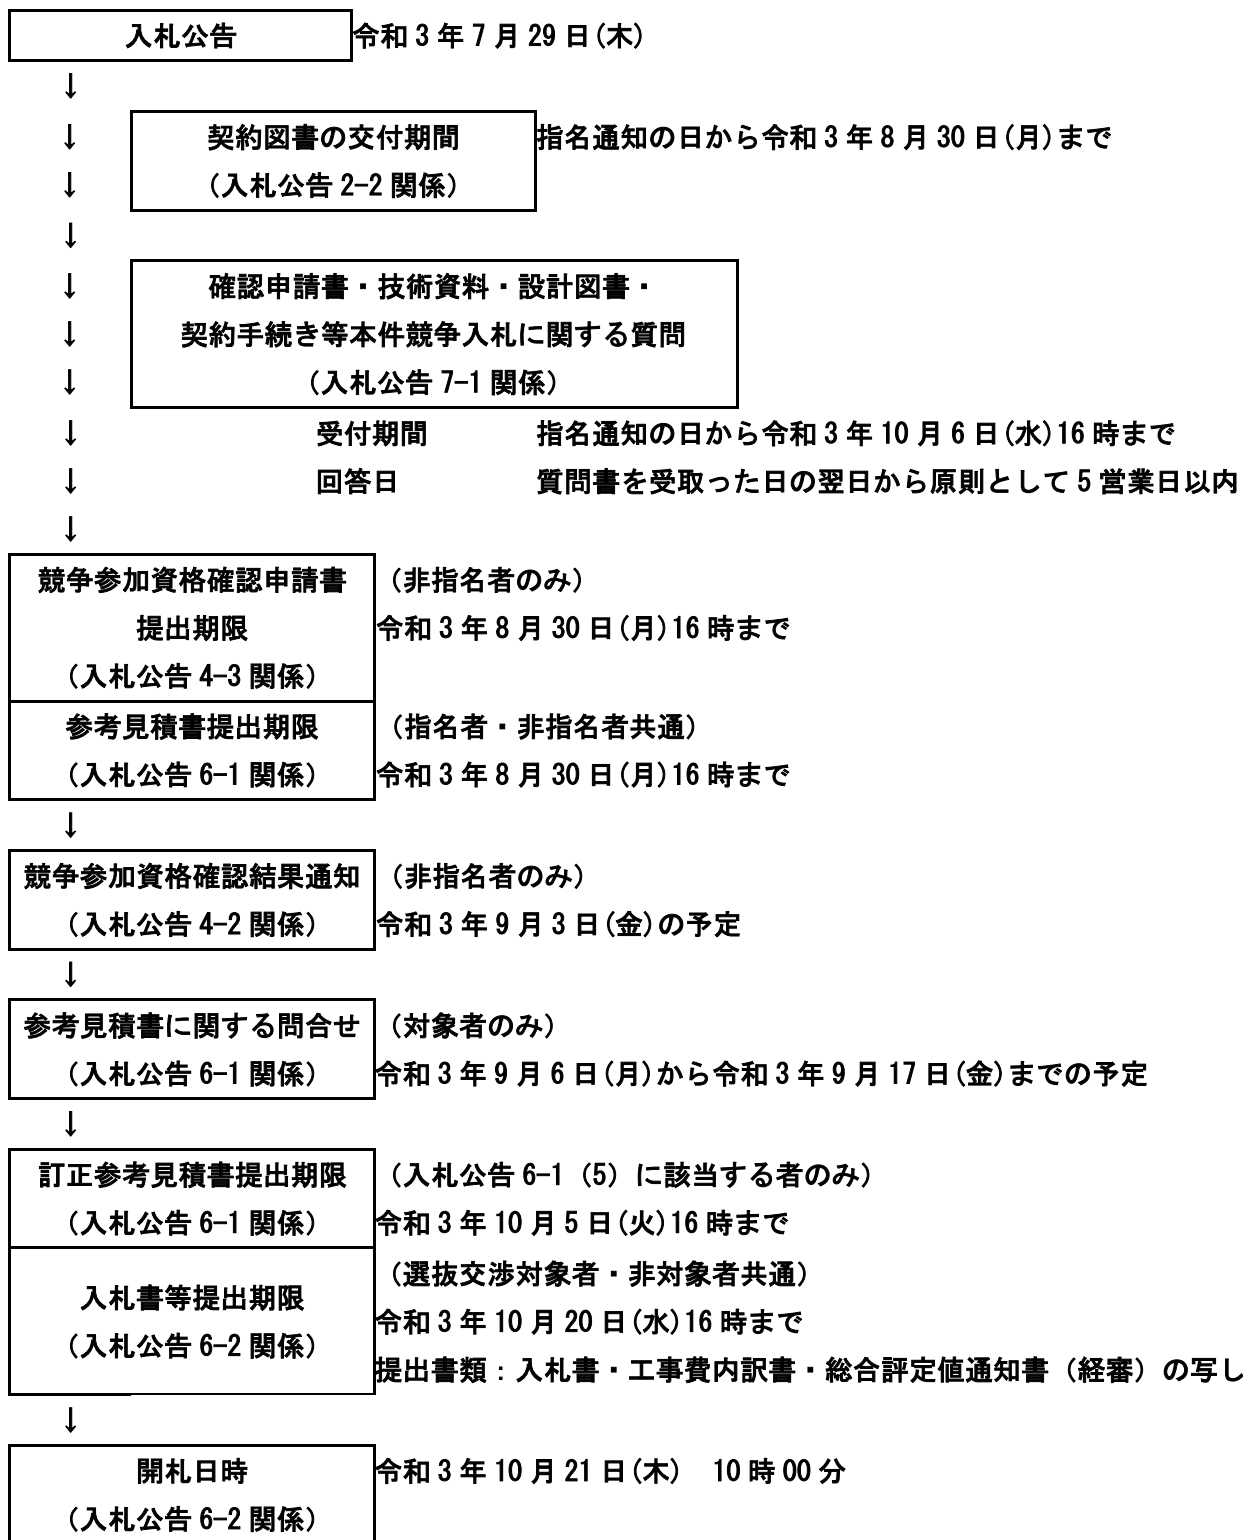 入札公告 令和3年7月29日(木)
↓
↓ 契約図書の交付期間 指名通知の日から令和3年8月30日(月)まで
↓ (入札公告2-2関係)
↓
↓ 確認申請書・技術資料・設計図書・
↓ 契約手続き等本件競争入札に関する質問
↓ (入札公告7-1関係)
↓ 受付期間 指名通知の日から令和3年10月6日(水)16時まで
↓ 回答日 質問書を受取った日の翌日から原則として5営業日以内
↓
競争参加資格確認申請書 (非指名者のみ)
提出期限 令和3年8月30日(月)16時まで
(入札公告4-3関係)
参考見積書提出期限 (指名者・非指名者共通)
(入札公告6-1関係) 令和3年8月30日(月)16時まで
↓
競争参加資格確認結果通知 (非指名者のみ)
(入札公告4-2関係) 令和3年9月3日(金)の予定
↓
参考見積書に関する問合せ (対象者のみ)
(入札公告6-1関係) 令和3年9月6日(月)から令和3年9月17日(金)までの予定
↓
訂正参考見積書提出期限 (入札公告6-1(5)に該当する者のみ)
(入札公告6-1関係) 令和3年10月5日(火)16時まで
(選抜交渉対象者・非対象者共通)
入札書等提出期限
令和3年10月20日(水)16時まで
(入札公告6-2関係)
提出書類:入札書・工事費内訳書・総合評定値通知書(経審)の写し
↓
開札日時 令和3年10月21日(木) 10時00分
(入札公告6-2関係)